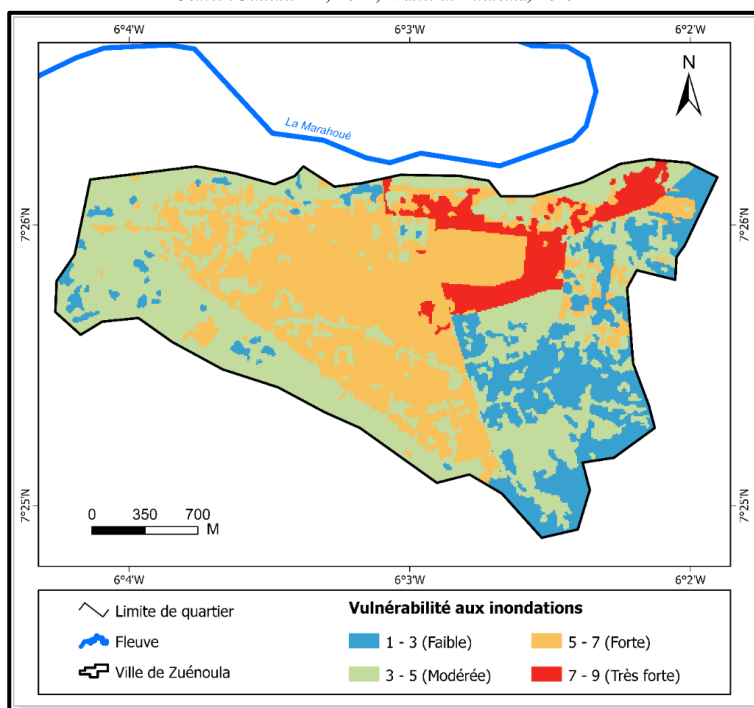 6°4'W 6°3'W 6°2'W
N
La Marahoué
7°26'N 7°26'N
7°25'N 7°25'N
0 350 700
M
6°4'W 6°3'W 6°2'W
Limite de quartier
Fleuve
Ville de Zuénoula
Vulnérabilité aux inondations
1 - 3 (Faible) 5 - 7 (Forte)
3 - 5 (Modérée) 7 - 9 (Très forte)